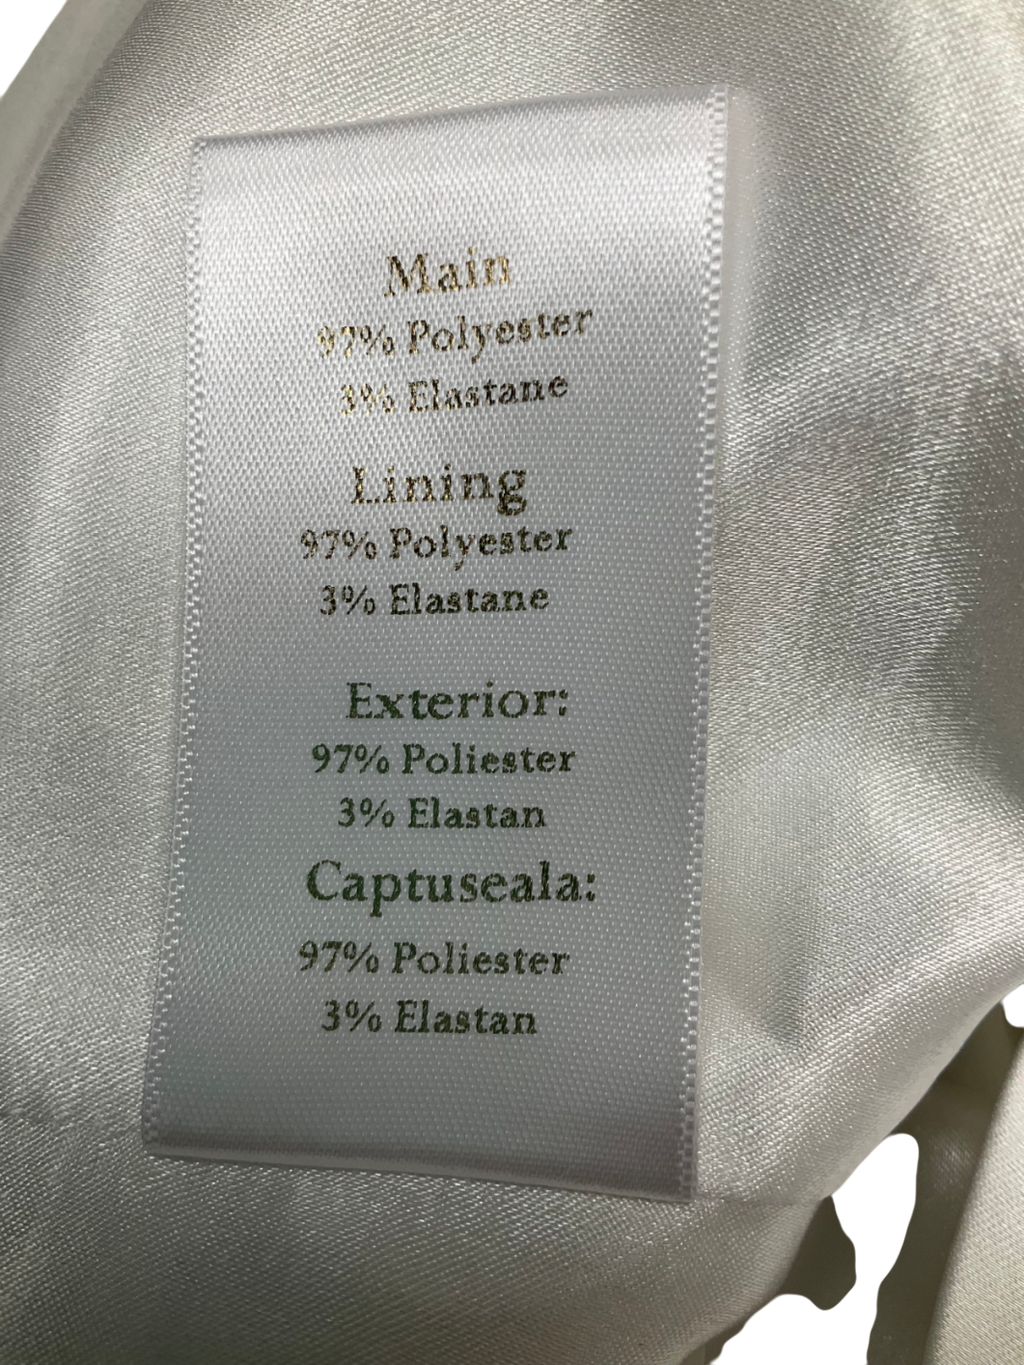 Main
97% Polyester
3% Elastane
Lining
97% Polyester
3% Elastane
Exterior:
97% Poliester
3% Elastan
Captuseala:
97% Poliester
3% Elastan